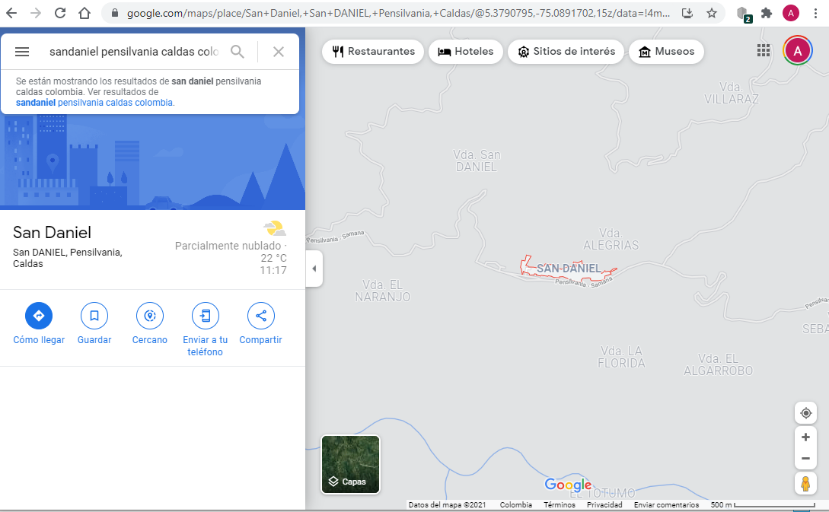 google.com/maps/place/San+Daniel,+San+DANIEL,+Pensilvania,+Caldas/@5.3790795,-75.0891702,15z/data=!4m...
2
A
sandaniel pensilvania caldas colo
Se están mostrando los resultados de san daniel pensilvania
caldas colombia. Ver resultados de
sandaniel pensilvania caldas colombia.
Restaurantes
Hoteles
Sitios de interés
Museos
A
San Daniel
San DANIEL, Pensilvania,
Caldas
Parcialmente nublado ·
22 °C
11:17
Cómo llegar
Guardar
Cercano
Enviar a tu
teléfono
Compartir
Vda.
VILLARAZ
Vda. San
DANIEL
Vda.
ALEGRIAS
Pensilvania - Samana
SAN DANIEL
Pensilvania - Samana
Vda. EL
NARANJO
Pensilvania
SEBA
Vda. LA
FLORIDA
Vda. EL
ALGARROBO
Capas
Google
EL TOTUMO
Datos del mapa ©2021
Colombia
Términos
Privacidad
Enviar comentarios
500 m